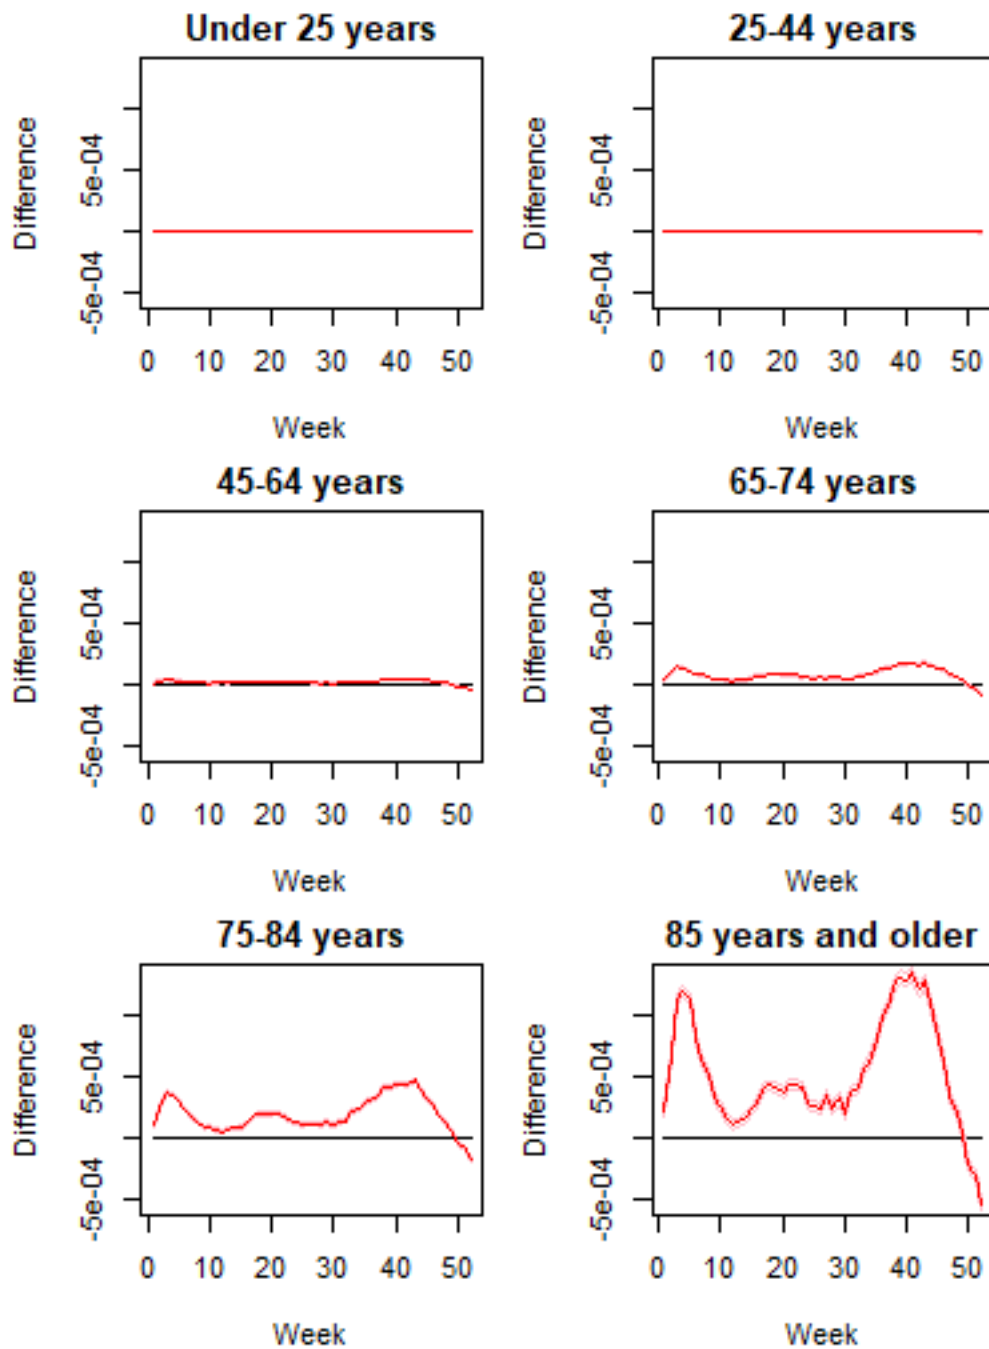 Under 25 years
Difference
5e-04
-5e-04
0 10 20 30 40 50
Week
25-44 years
Difference
5e-04
-5e-04
0 10 20 30 40 50
Week
45-64 years
Difference
5e-04
-5e-04
0 10 20 30 40 50
Week
65-74 years
Difference
5e-04
-5e-04
0 10 20 30 40 50
Week
75-84 years
Difference
5e-04
-5e-04
0 10 20 30 40 50
Week
85 years and older
Difference
5e-04
-5e-04
0 10 20 30 40 50
Week